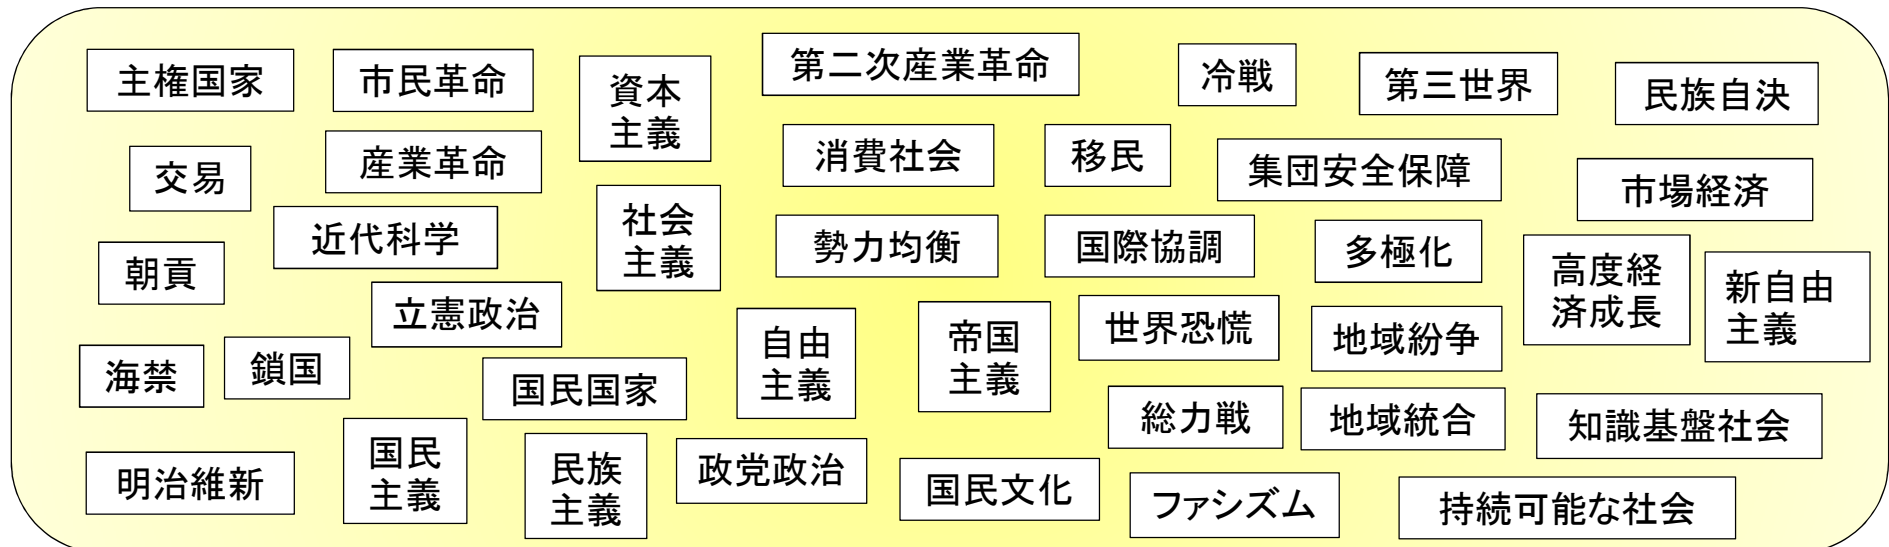 主権国家
市民革命
資本
主義
第二次産業革命
冷戦
第三世界
民族自決
交易
産業革命
消費社会
移民
集団安全保障
市場経済
近代科学
社会
主義
勢力均衡
国際協調
多極化
高度経
済成長
新自由
主義
朝貢
立憲政治
自由
主義
帝国
主義
世界恐慌
地域紛争
海禁
鎖国
国民国家
総力戦
地域統合
知識基盤社会
明治維新
国民
主義
民族
主義
政党政治
国民文化
ファシズム
持続可能な社会